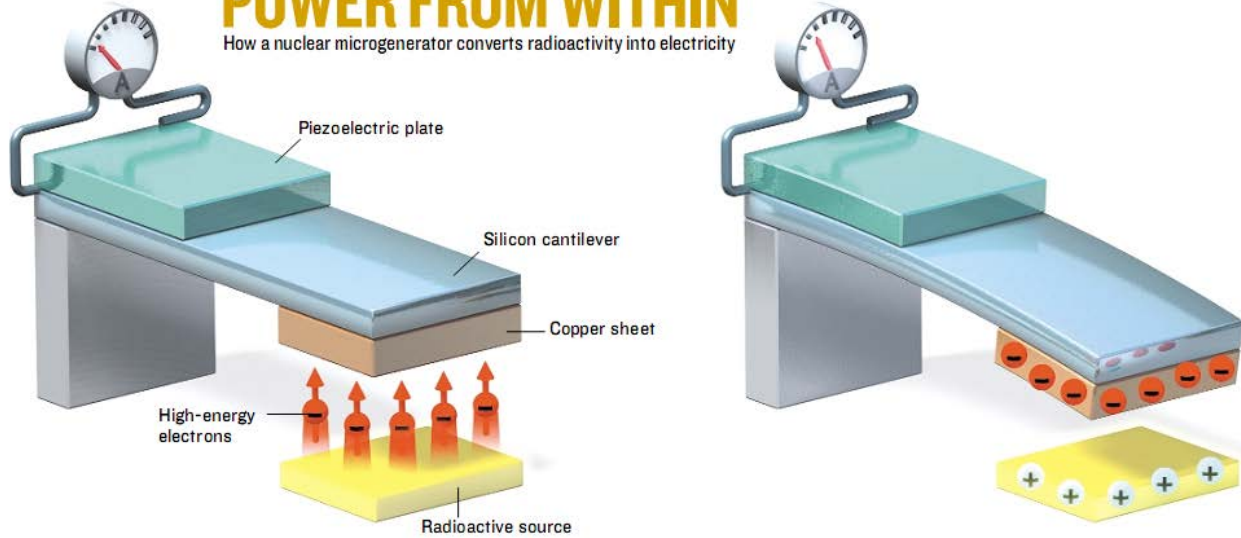 POWER FROM WITHIN
How a nuclear microgenerator converts radioactivity into electricity
A
A
Piezoelectric plate
Silicon cantilever
Copper sheet
High-energy
electrons
Radioactive source